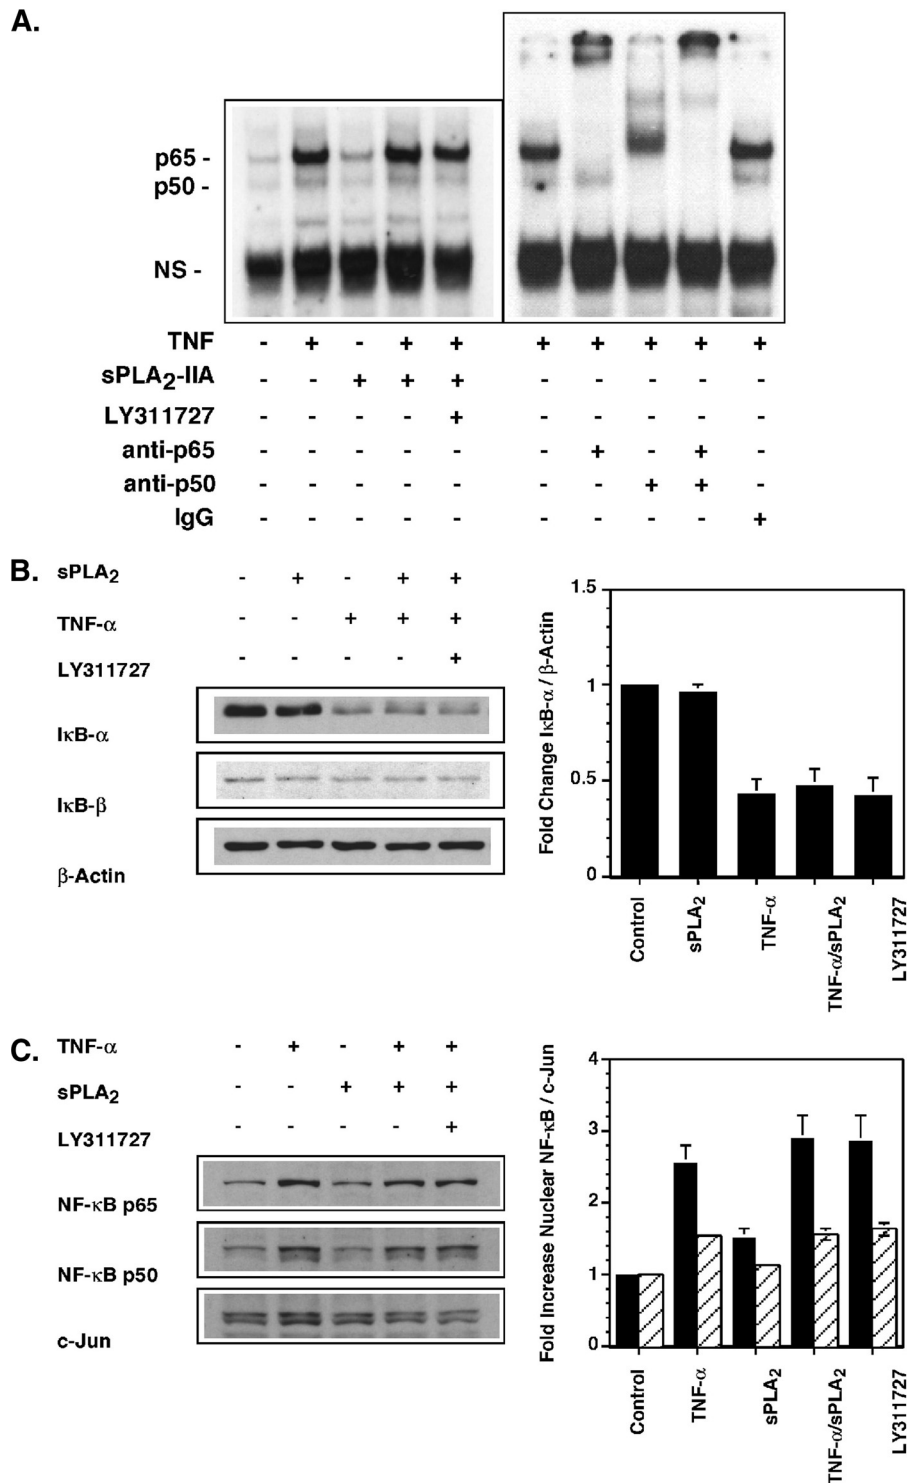 A.
p65 -
p50 -
NS -
TNF - + - + + + + + + +
sPLA2-IIA - - + + + - - - - -
LY311727 - - - - + - - - - -
anti-p65 - - - - - - + - + -
anti-p50 - - - - - - - + + -
IgG - - - - - - - - - +
B.
sPLA2 - + - + +
TNF-α - - + + +
LY311727 - - - - +
IκB-α
IκB-β
β-Actin
Fold Change IκB-α / β-Actin
1.5
1
0.5
0
Control
sPLA2
TNF-α
TNF-α/sPLA2
LY311727
C.
TNF-α - + - + +
sPLA2 - - + + +
LY311727 - - - - +
NF-κB p65
NF-κB p50
c-Jun
Fold Increase Nuclear NF-κB / c-Jun
4
3
2
1
0
Control
TNF-α
sPLA2
TNF-α/sPLA2
LY311727